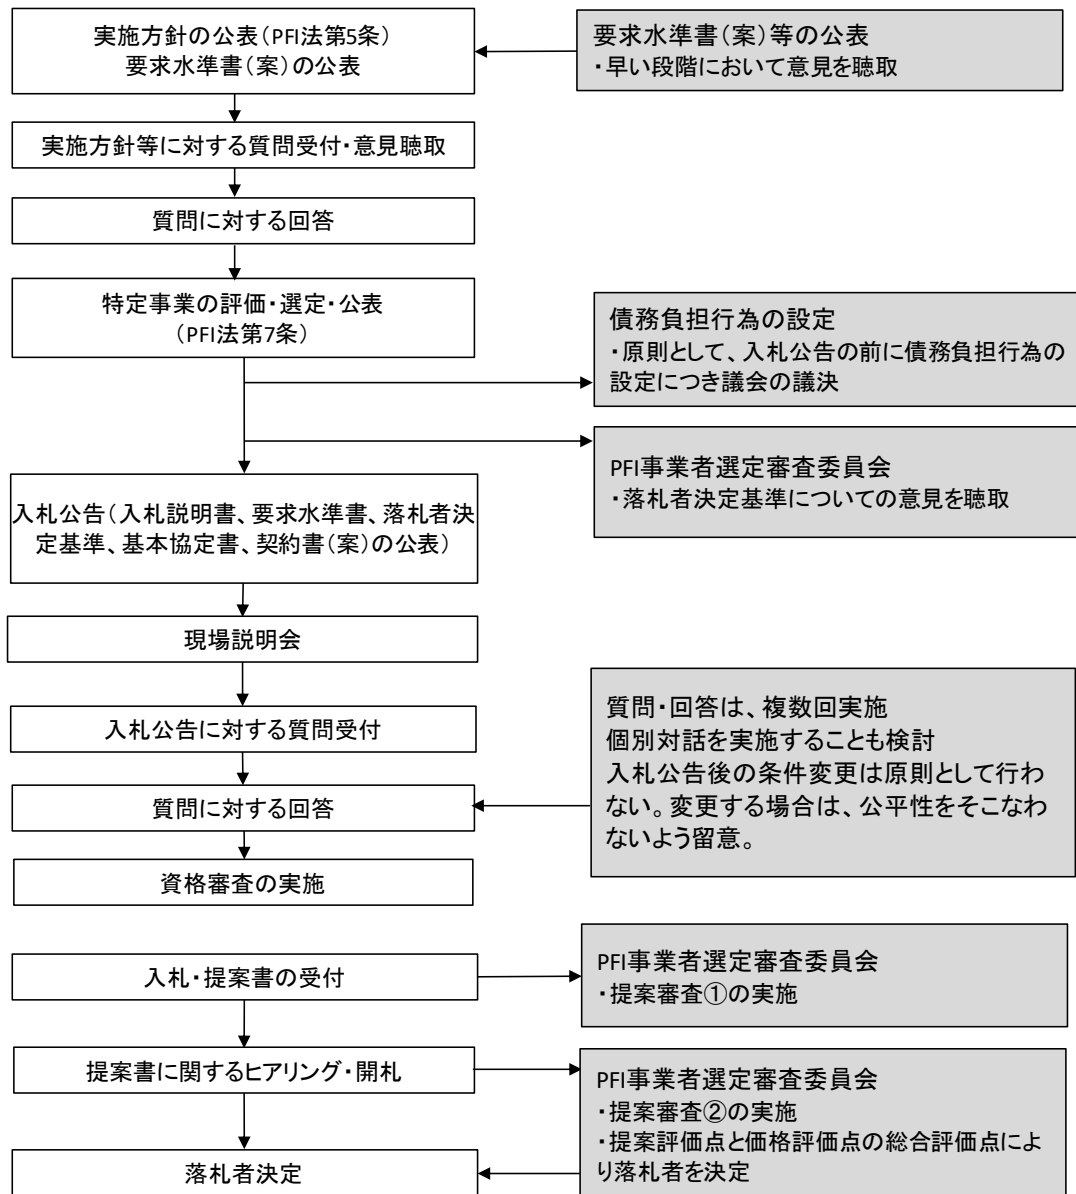 実施方針の公表(PFI法第5条)
要求水準書(案)の公表
要求水準書(案)等の公表
・早い段階において意見を聴取
実施方針等に対する質問受付・意見聴取
質問に対する回答
特定事業の評価・選定・公表
(PFI法第7条)
債務負担行為の設定
・原則として、入札公告の前に債務負担行為の
設定につき議会の議決
PFI事業者選定審査委員会
・落札者決定基準についての意見を聴取
入札公告(入札説明書、要求水準書、落札者決
定基準、基本協定書、契約書(案)の公表)
現場説明会
入札公告に対する質問受付
質問に対する回答
質問・回答は、複数回実施
個別対話を実施することも検討
入札公告後の条件変更は原則として行わ
ない。変更する場合は、公平性をそこなわ
ないよう留意。
資格審査の実施
入札・提案書の受付
PFI事業者選定審査委員会
・提案審査①の実施
提案書に関するヒアリング・開札
PFI事業者選定審査委員会
・提案審査②の実施
・提案評価点と価格評価点の総合評価点によ
り落札者を決定
落札者決定